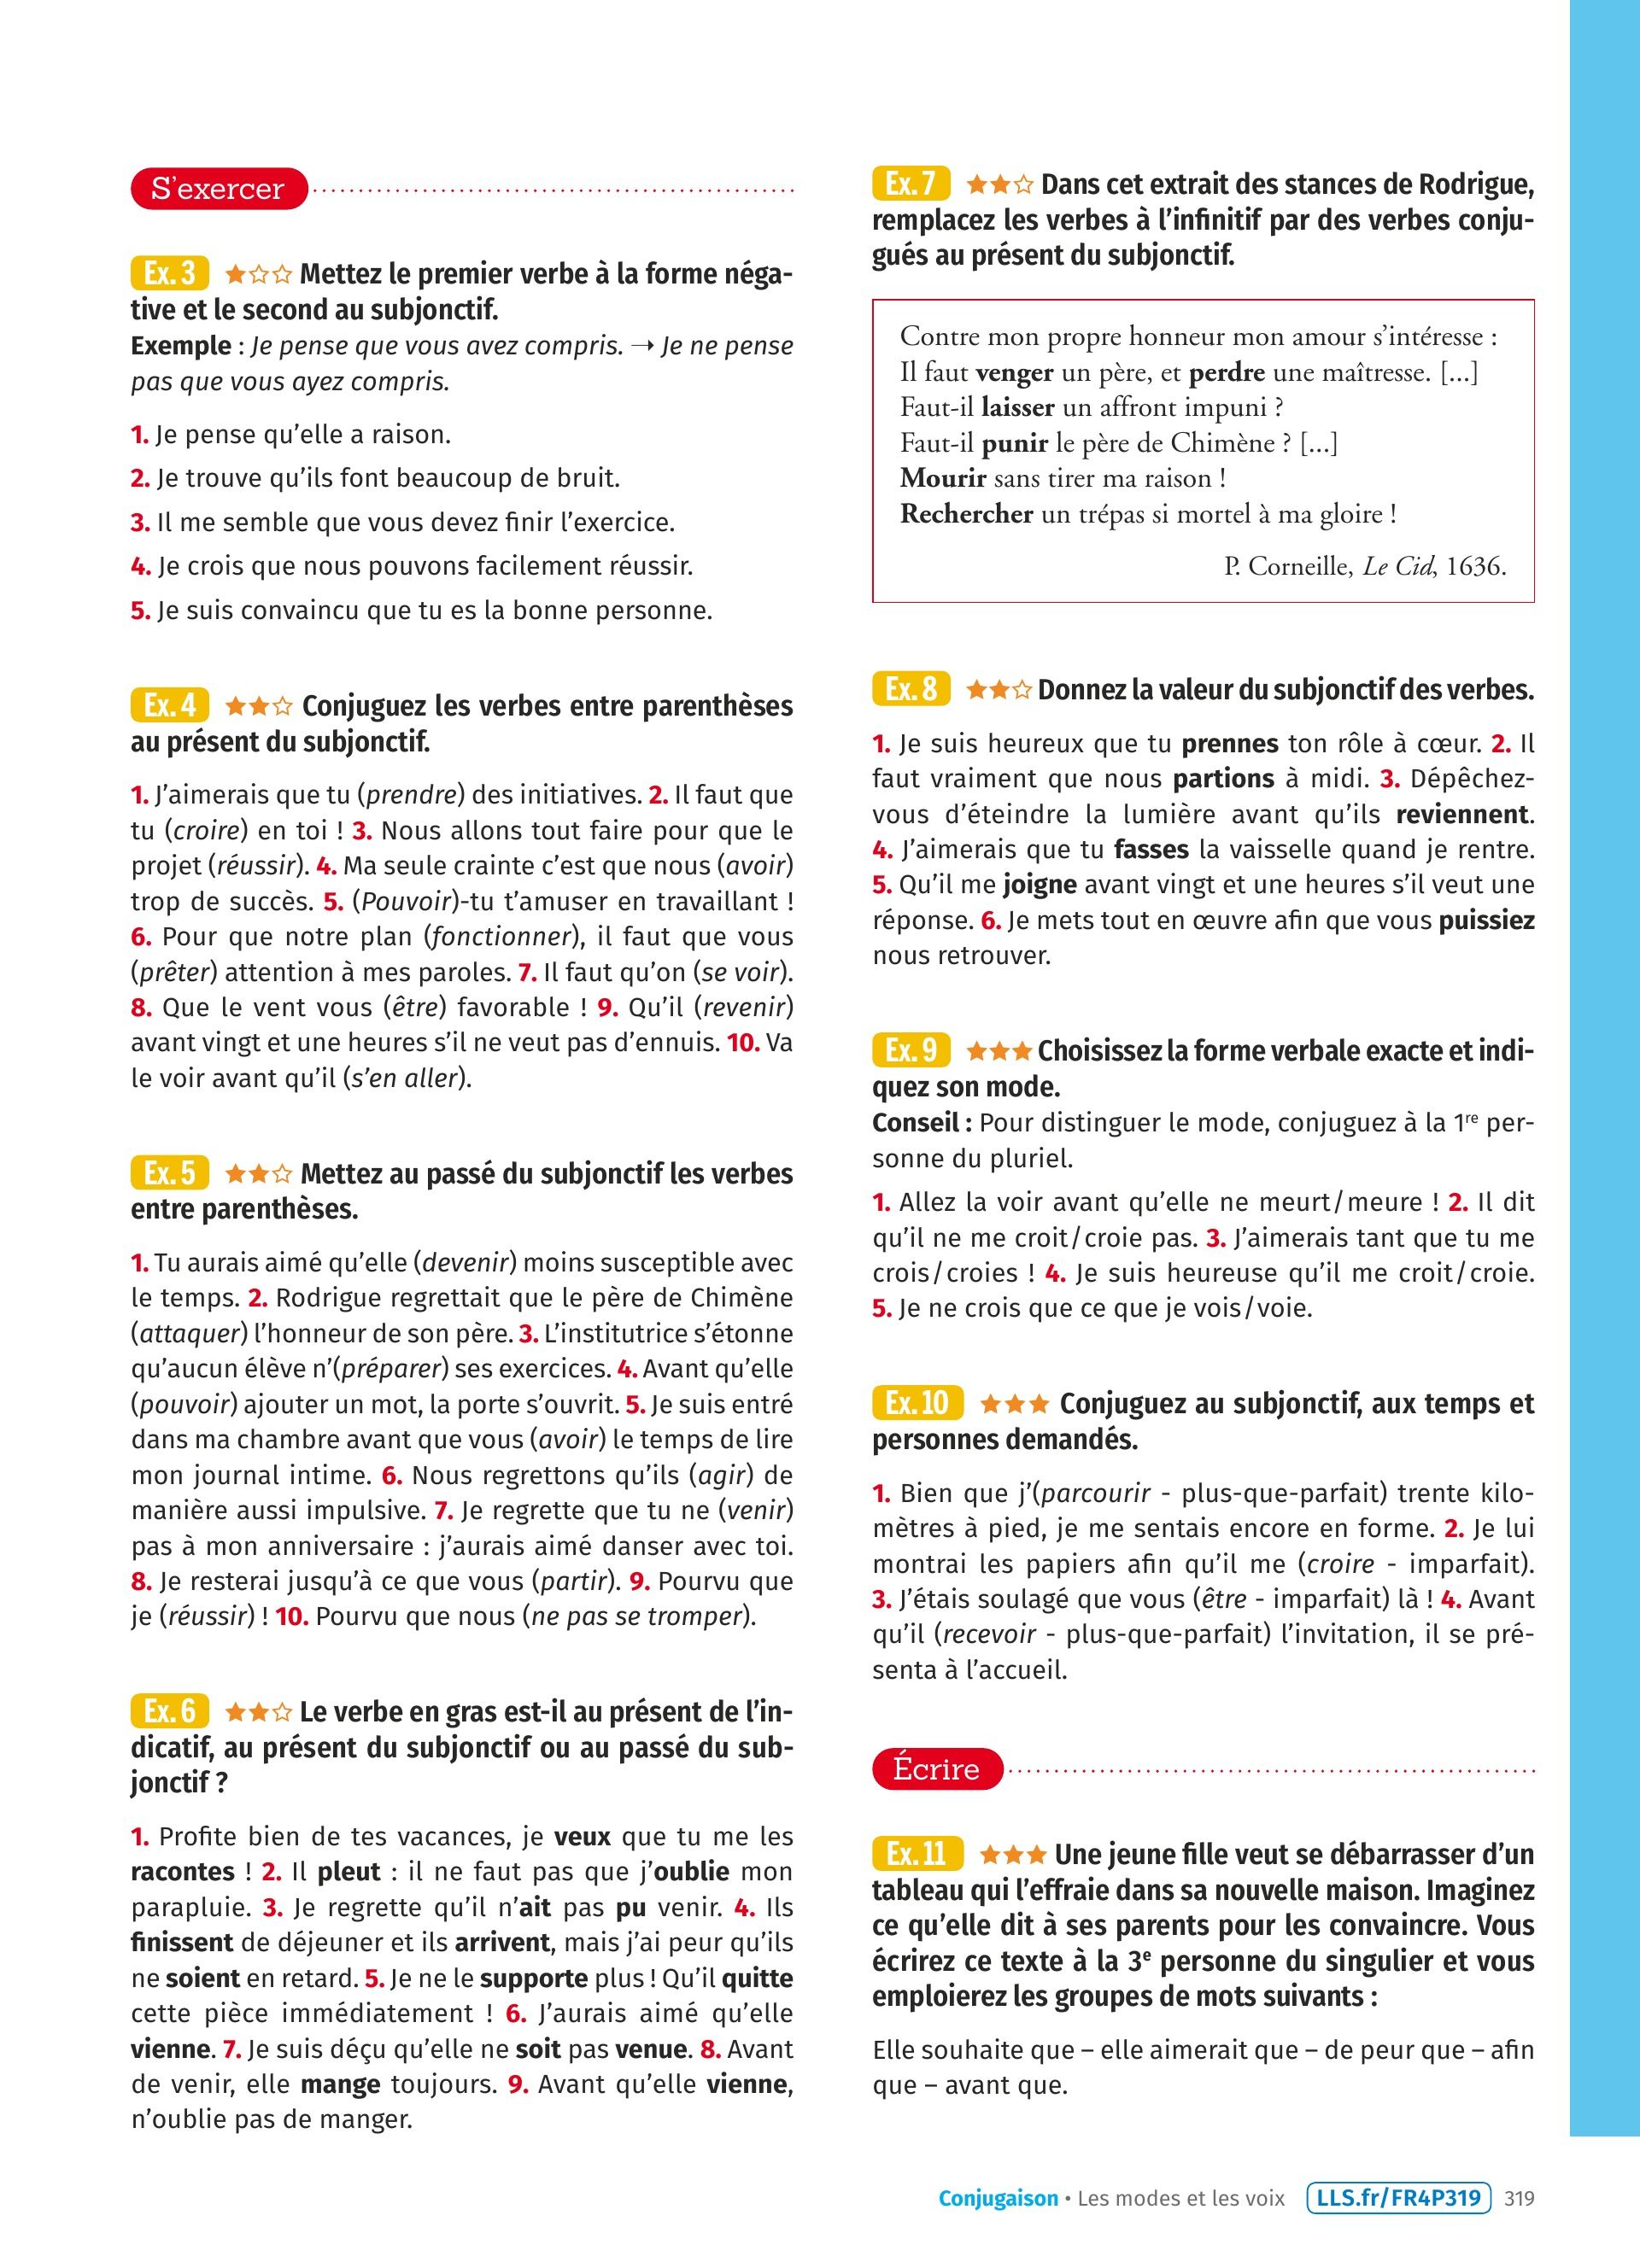 S'exercer
Ex. 3 ★☆☆ Mettez le premier verbe à la forme néga-
tive et le second au subjonctif.
Exemple : Je pense que vous avez compris. → Je ne pense
pas que vous ayez compris.
1. Je pense qu'elle a raison.
2. Je trouve qu'ils font beaucoup de bruit.
3. Il me semble que vous devez finir l'exercice.
4. Je crois que nous pouvons facilement réussir.
5. Je suis convaincu que tu es la bonne personne.
Ex. 4 ★★☆ Conjuguez les verbes entre parenthèses
au présent du subjonctif.
1. J'aimerais que tu (prendre) des initiatives. 2. Il faut que
tu (croire) en toi ! 3. Nous allons tout faire pour que le
projet (réussir). 4. Ma seule crainte c'est que nous (avoir)
trop de succès. 5. (Pouvoir)-tu t'amuser en travaillant !
6. Pour que notre plan (fonctionner), il faut que vous
(prêter) attention à mes paroles. 7. Il faut qu'on (se voir).
8. Que le vent vous (être) favorable ! 9. Qu'il (revenir)
avant vingt et une heures s'il ne veut pas d'ennuis. 10. Va
le voir avant qu'il (s'en aller).
Ex. 5 ★★☆ Mettez au passé du subjonctif les verbes
entre parenthèses.
1. Tu aurais aimé qu'elle (devenir) moins susceptible avec
le temps. 2. Rodrigue regrettait que le père de Chimène
(attaquer) l'honneur de son père. 3. L'institutrice s'étonne
qu'aucun élève n'(préparer) ses exercices. 4. Avant qu'elle
(pouvoir) ajouter un mot, la porte s'ouvrit. 5. Je suis entré
dans ma chambre avant que vous (avoir) le temps de lire
mon journal intime. 6. Nous regrettons qu'ils (agir) de
manière aussi impulsive. 7. Je regrette que tu ne (venir)
pas à mon anniversaire : j'aurais aimé danser avec toi.
8. Je resterai jusqu'à ce que vous (partir). 9. Pourvu que
je (réussir) ! 10. Pourvu que nous (ne pas se tromper).
Ex. 6 ★★☆ Le verbe en gras est-il au présent de l'in-
dicatif, au présent du subjonctif ou au passé du sub-
jonctif ?
1. Profite bien de tes vacances, je veux que tu me les
racontes ! 2. Il pleut : il ne faut pas que j'oublie mon
parapluie. 3. Je regrette qu'il n'ait pas pu venir. 4. Ils
finissent de déjeuner et ils arrivent, mais j'ai peur qu'ils
ne soient en retard. 5. Je ne le supporte plus ! Qu'il quitte
cette pièce immédiatement ! 6. J'aurais aimé qu'elle
vienne. 7. Je suis déçu qu'elle ne soit pas venue. 8. Avant
de venir, elle mange toujours. 9. Avant qu'elle vienne,
n'oublie pas de manger.
Ex. 7 ★★☆ Dans cet extrait des stances de Rodrigue,
remplacez les verbes à l'infinitif par des verbes conju-
gués au présent du subjonctif.
Contre mon propre honneur mon amour s'intéresse :
Il faut venger un père, et perdre une maîtresse. [...]
Faut-il laisser un affront impuni ?
Faut-il punir le père de Chimène ? [...]
Mourir sans tirer ma raison !
Rechercher un trépas si mortel à ma gloire !
P. Corneille, Le Cid, 1636.
Ex. 8 ★★☆ Donnez la valeur du subjonctif des verbes.
1. Je suis heureux que tu prennes ton rôle à cœur. 2. Il
faut vraiment que nous partions à midi. 3. Dépêchez-
vous d'éteindre la lumière avant qu'ils reviennent.
4. J'aimerais que tu fasses la vaisselle quand je rentre.
5. Qu'il me joigne avant vingt et une heures s'il veut une
réponse. 6. Je mets tout en œuvre afin que vous puissiez
nous retrouver.
Ex. 9 ★★★ Choisissez la forme verbale exacte et indi-
quez son mode.
Conseil : Pour distinguer le mode, conjuguez à la 1re per-
sonne du pluriel.
1. Allez la voir avant qu'elle ne meurt/meure ! 2. Il dit
qu'il ne me croit/croie pas. 3. J'aimerais tant que tu me
crois/croies ! 4. Je suis heureuse qu'il me croit/croie.
5. Je ne crois que ce que je vois/voie.
Ex. 10 ★★★ Conjuguez au subjonctif, aux temps et
personnes demandés.
1. Bien que j'(parcourir - plus-que-parfait) trente kilo-
mètres à pied, je me sentais encore en forme. 2. Je lui
montrai les papiers afin qu'il me (croire - imparfait).
3. J'étais soulagé que vous (être - imparfait) là ! 4. Avant
qu'il (recevoir - plus-que-parfait) l'invitation, il se pré-
senta à l'accueil.
Écrire
Ex. 11 ★★★ Une jeune fille veut se débarrasser d'un
tableau qui l'effraie dans sa nouvelle maison. Imaginez
ce qu'elle dit à ses parents pour les convaincre. Vous
écrirez ce texte à la 3e personne du singulier et vous
emploierez les groupes de mots suivants :
Elle souhaite que – elle aimerait que – de peur que – afin
que – avant que.
Conjugaison • Les modes et les voix LLS.fr/FR4P319 319